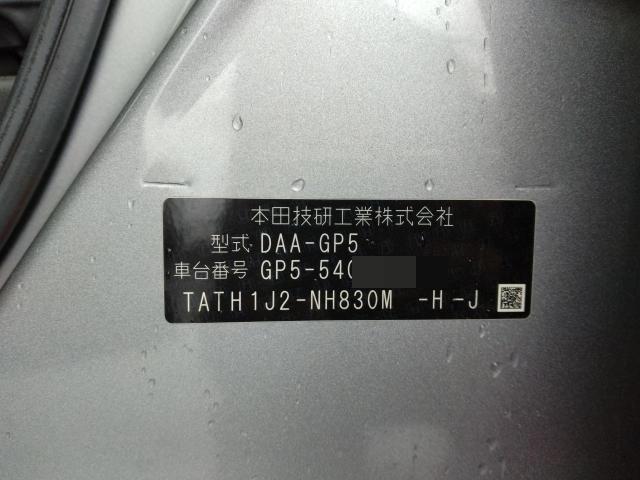 本田技研工業株式会社
型式 DAA-GP5
車台番号 GP5-540
TATH1J2-NH830M -H-J